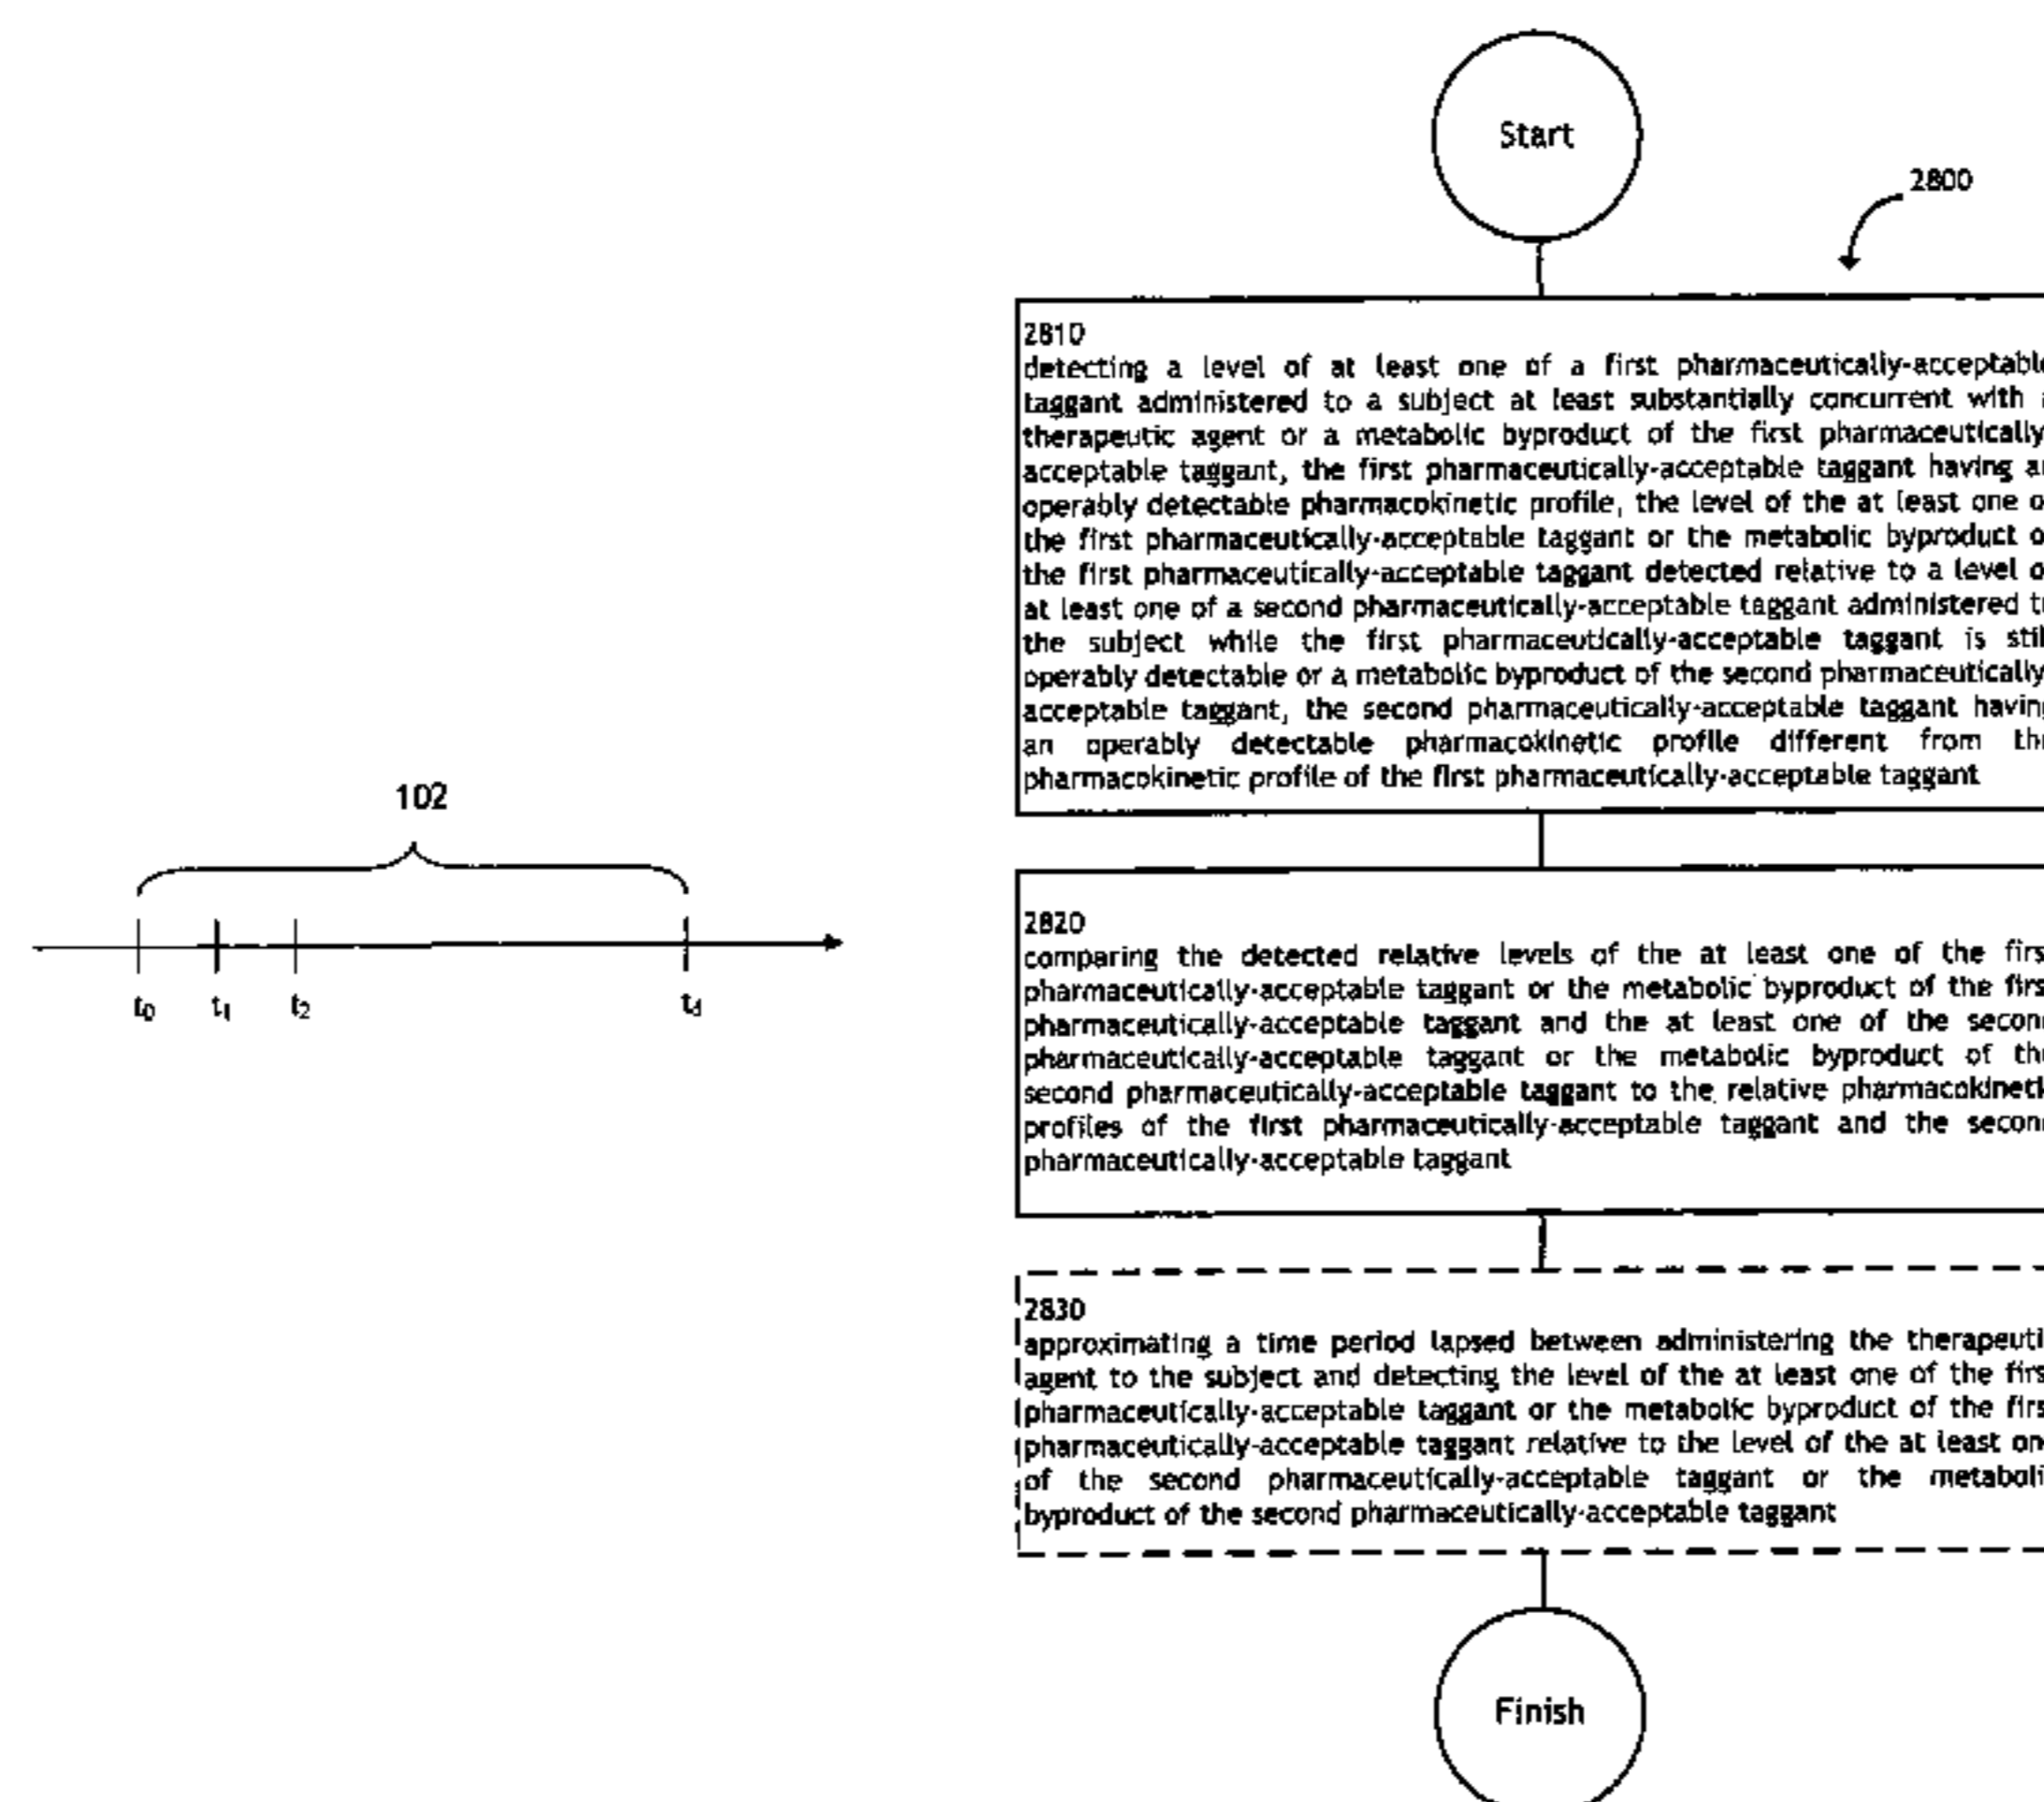 Start
2800
2810
detecting a level of at least one of a first pharmaceutically-acceptable
taggant administered to a subject at least substantially concurrent with
therapeutic agent or a metabolic byproduct of the first pharmaceutically-
acceptable taggant, the first pharmaceutically-acceptable taggant having
operably detectable pharmacokinetic profile, the level of the at least one
the first pharmaceutically-acceptable taggant or the metabolic byproduct
the first pharmaceutically-acceptable taggant detected relative to a level
at least one of a second pharmaceutically-acceptable taggant administered
the subject while the first pharmaceutically-acceptable taggant is still
operably detectable or a metabolic byproduct of the second pharmaceutically-
acceptable taggant, the second pharmaceutically-acceptable taggant having
an operably detectable pharmacokinetic profile different from the
pharmacokinetic profile of the first pharmaceutically-acceptable taggant
102
t0 t1 t2 td
2820
comparing the detected relative levels of the at least one of the first
pharmaceutically-acceptable taggant or the metabolic byproduct of the first
pharmaceutically-acceptable taggant and the at least one of the second
pharmaceutically-acceptable taggant or the metabolic byproduct of the
second pharmaceutically-acceptable taggant to the relative pharmacokinetic
profiles of the first pharmaceutically-acceptable taggant and the second
pharmaceutically-acceptable taggant
2830
approximating a time period lapsed between administering the therapeutic
agent to the subject and detecting the level of the at least one of the first
pharmaceutically-acceptable taggant or the metabolic byproduct of the first
pharmaceutically-acceptable taggant relative to the level of the at least one
of the second pharmaceutically-acceptable taggant or the metabolic
byproduct of the second pharmaceutically-acceptable taggant
Finish